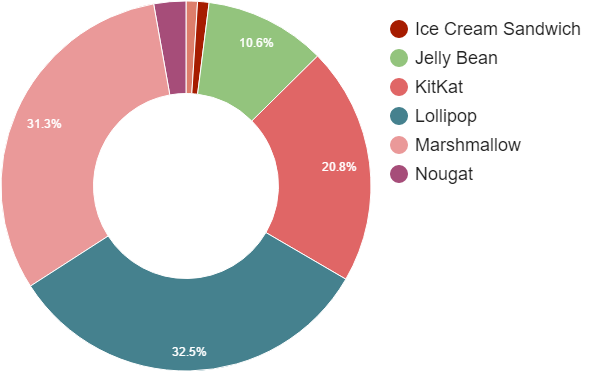 Ice Cream Sandwich
Jelly Bean
KitKat
Lollipop
Marshmallow
Nougat
10.6%
20.8%
32.5%
31.3%